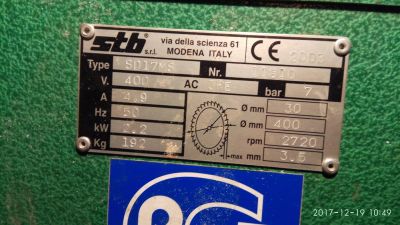 stb s.r.l. via della scienza 61
MODENA ITALY CE
Type Nr.
V. 400 AC bar 7
A 4.9 Ø mm 30
Hz 50 Ø mm 400
kW 2.2 rpm 2720
Kg 192 max mm 3.5
2017-12-19 10:49